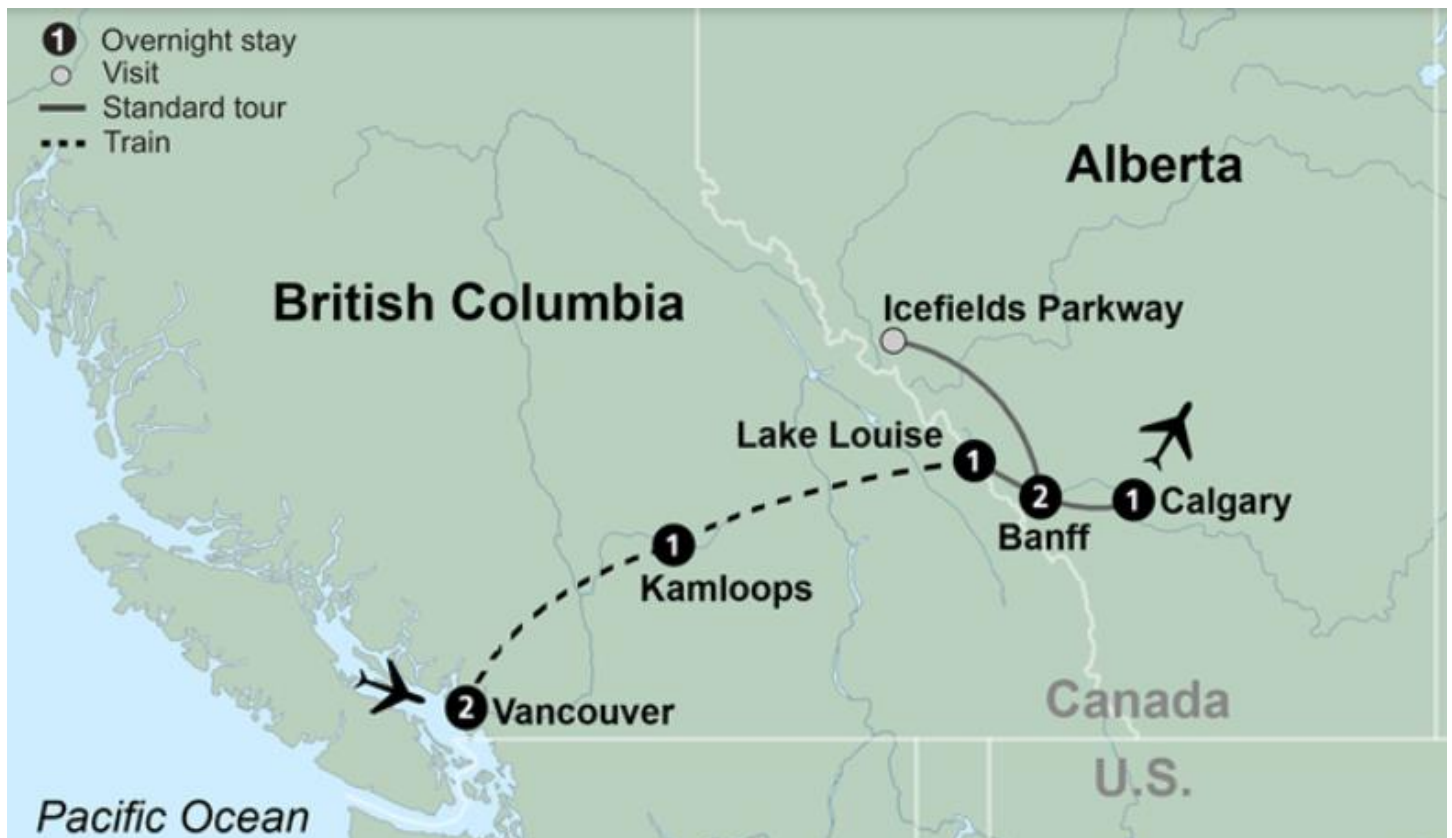 1 Overnight stay
Visit
Standard tour
Train
Alberta
British Columbia
Icefields Parkway
Lake Louise
1
2
1 Calgary
Banff
1
Kamloops
2 Vancouver
Canada
U.S.
Pacific Ocean